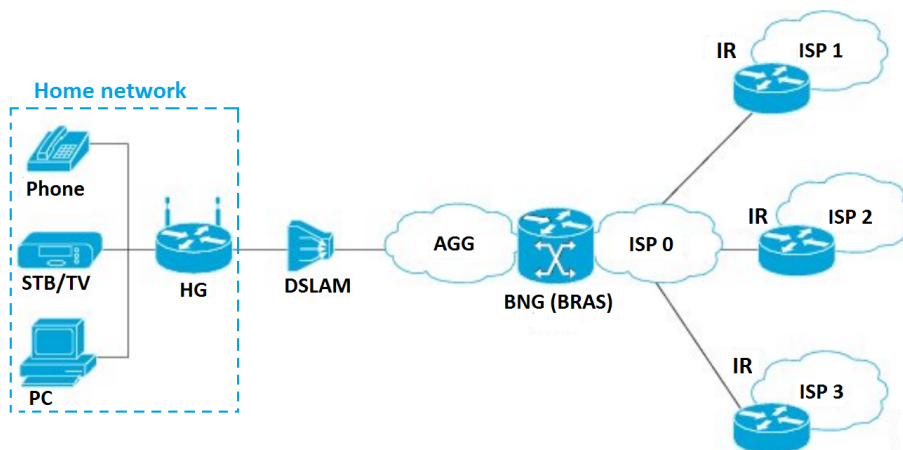 IR
ISP 1
Home network
Phone
STB/TV
HG
DSLAM
AGG
BNG (BRAS)
ISP 0
IR
ISP 2
PC
IR
ISP 3